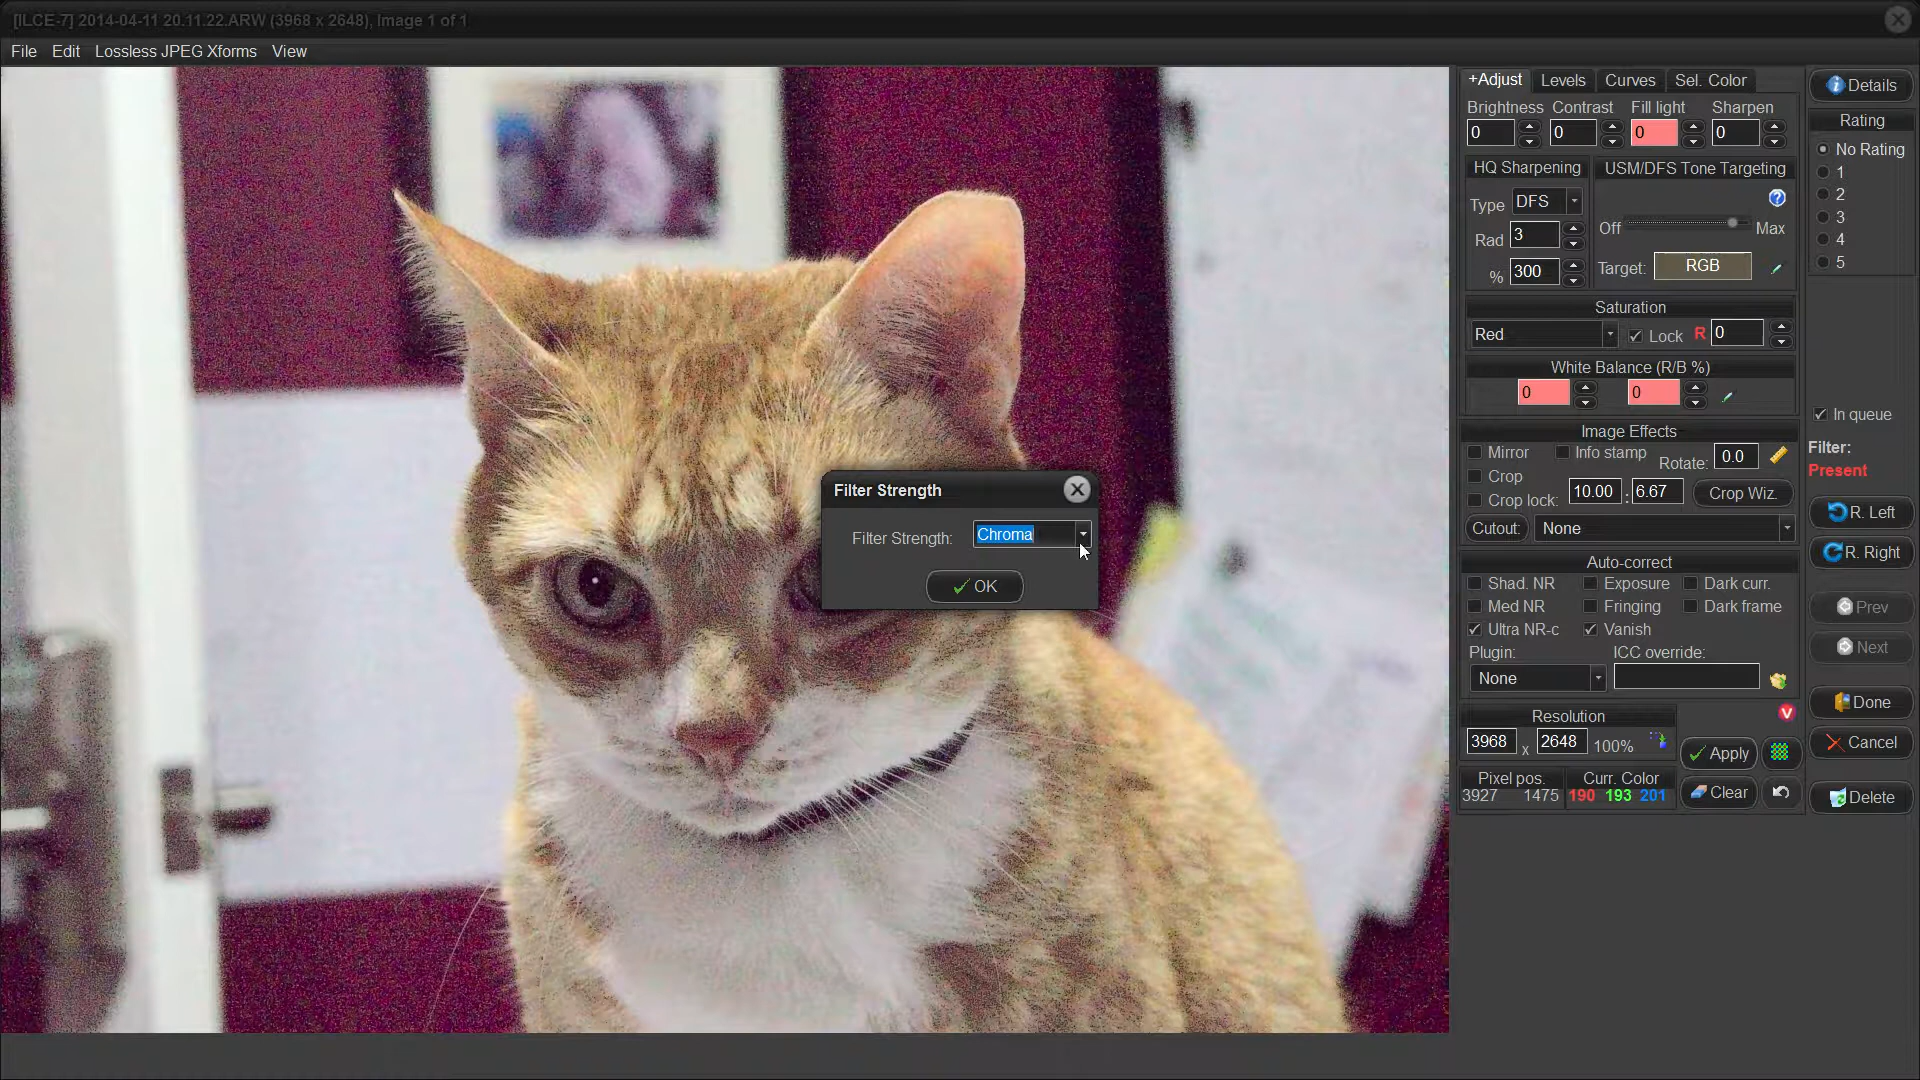 [ILCE-7] 2014-04-11 20.11.22.ARW (3968 x 2648), Image 1 of 1
File Edit Lossless JPEG Xforms View
+Adjust Levels Curves Sel. Color
Details
Brightness Contrast Fill light Sharpen
0 0 0 0
Rating
No Rating
1
2
3
4
5
HQ Sharpening
Type DFS
Rad 3
% 300
USM/DFS Tone Targeting
Off Max
Target: RGB
Saturation
Red Lock R 0
White Balance (R/B %)
0 0
In queue
Filter:
Present
Image Effects
Mirror Info stamp Rotate: 0.0
Crop
Crop lock: 10.00 : 6.67 Crop Wiz.
Cutout: None
R. Left
R. Right
Filter Strength
Filter Strength: Chroma
OK
Auto-correct
Shad. NR Exposure Dark curr.
Med NR Fringing Dark frame
Ultra NR-c Vanish
Plugin: ICC override:
None
Prev
Next
Done
Cancel
Delete
Resolution
3968 x 2648 100%
V
Apply
Pixel pos. Curr. Color
3927 1475 190 193 201
Clear